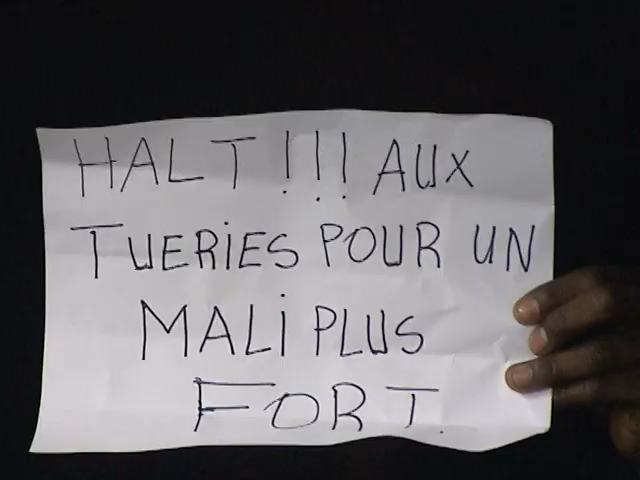 HALT !!! AUX
TUERiES POUR UN
MALi PLUS
FORT.